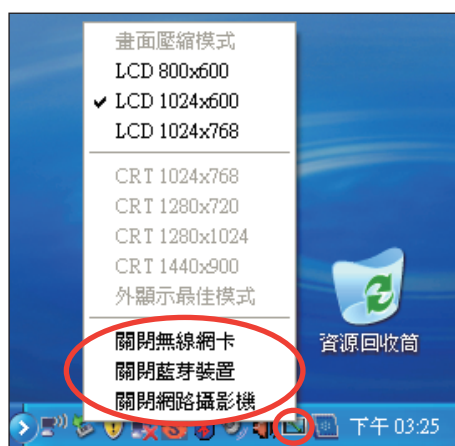 畫面壓縮模式
LCD 800x600
LCD 1024x600
LCD 1024x768
CRT 1024x768
CRT 1280x720
CRT 1280x1024
CRT 1440x900
外顯示最佳模式
關閉無線網卡
關閉藍芽裝置
關閉網路攝影機
資源回收筒
下午 03:25